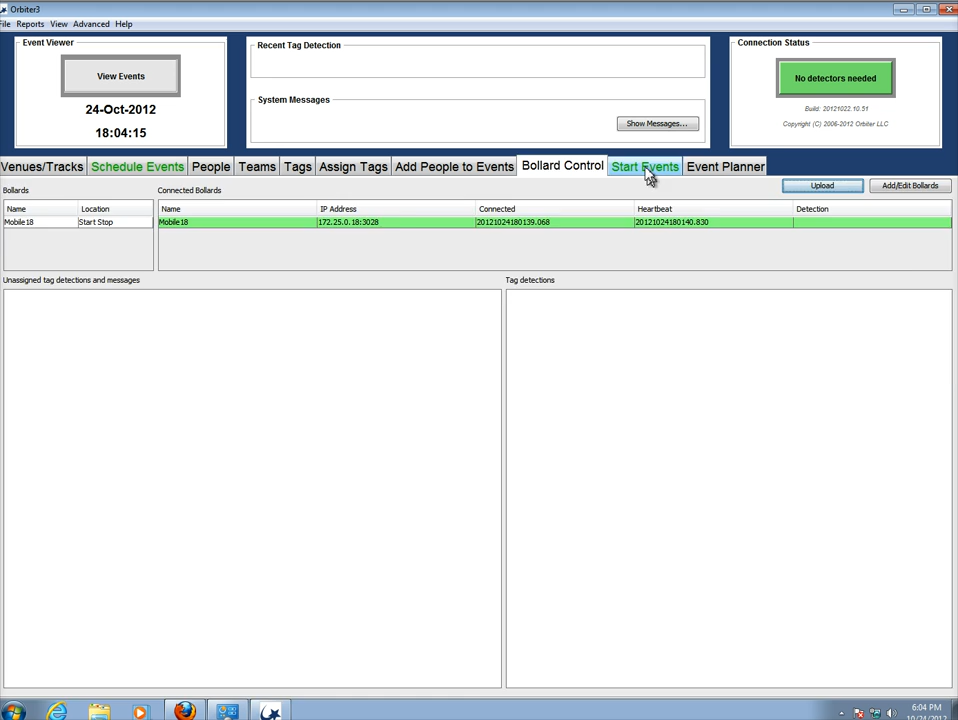 Orbiter3
File Reports View Advanced Help
Event Viewer
View Events
24-Oct-2012
18:04:15
Recent Tag Detection
System Messages
Show Messages...
Connection Status
No detectors needed
Build: 20121022.10.51
Copyright (C) 2006-2012 Orbiter LLC
Venues/Tracks Schedule Events People Teams Tags Assign Tags Add People to Events Bollard Control Start Events Event Planner
Bollards
Connected Bollards
Upload
Add/Edit Bollards
Name Location
Mobile18 Start Stop
Name IP Address Connected Heartbeat Detection
Mobile18 172.25.0.18:3028 20121024180139.068 20121024180140.830
Unassigned tag detections and messages
Tag detections
6:04 PM
10/24/2012